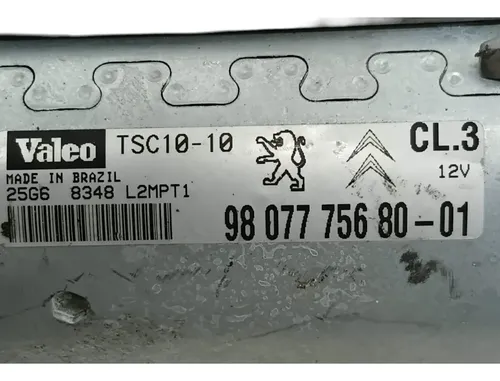 Valeo TSC10-10 CL.3
MADE IN BRAZIL 12V
25G6 8348 L2MPT1
98 077 756 80-01